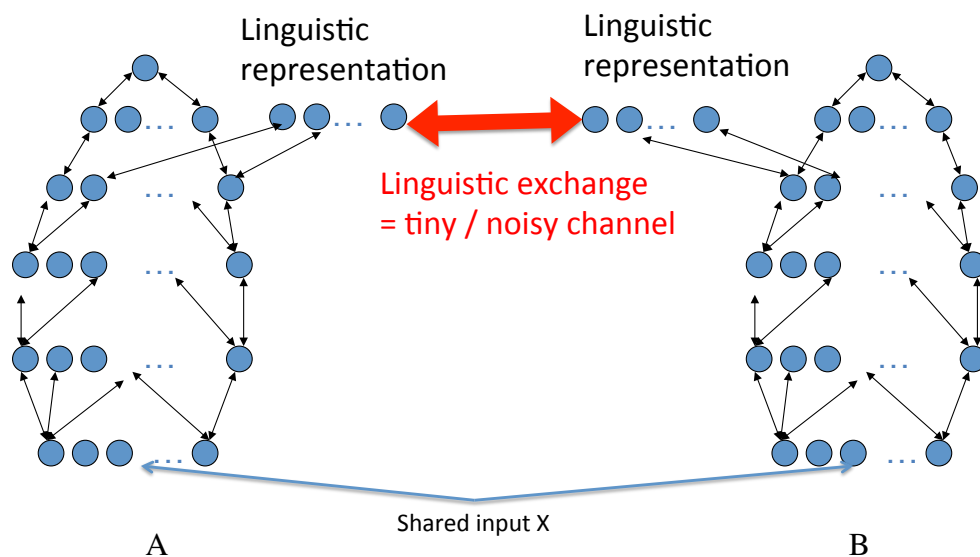 Linguistic
representation
Linguistic
representation
Linguistic exchange
= tiny / noisy channel
Shared input X
A
B